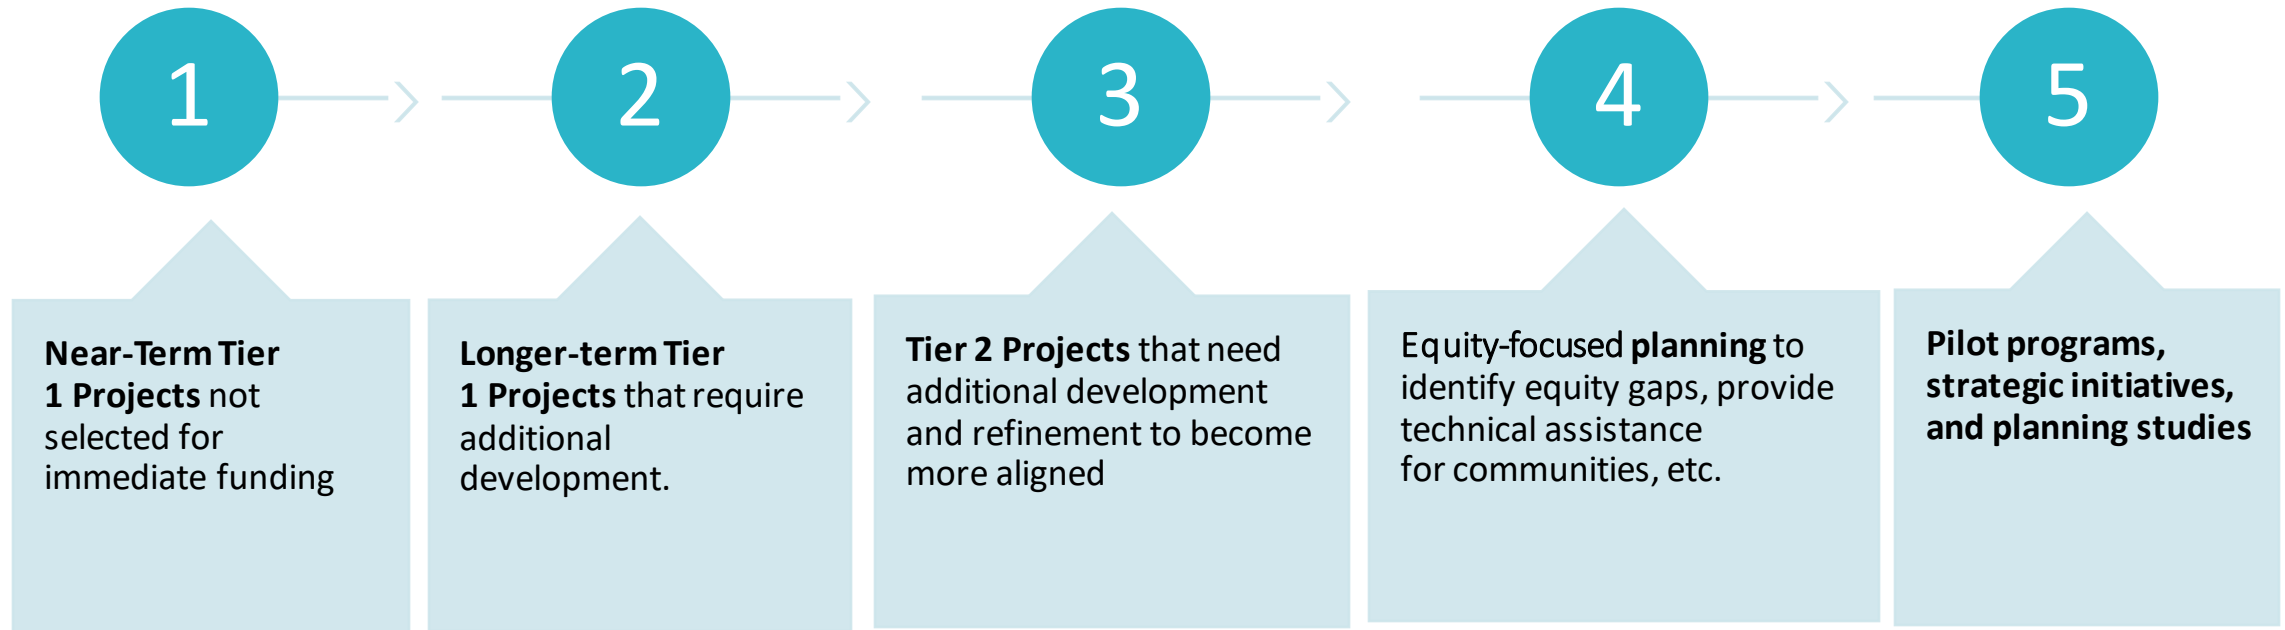 1
2
3
4
5
Near-Term Tier
1 Projects not
selected for
immediate funding
Longer-term Tier
1 Projects that require
additional
development.
Tier 2 Projects that need
additional development
and refinement to become
more aligned
Equity-focused planning to
identify equity gaps, provide
technical assistance
for communities, etc.
Pilot programs,
strategic initiatives,
and planning studies